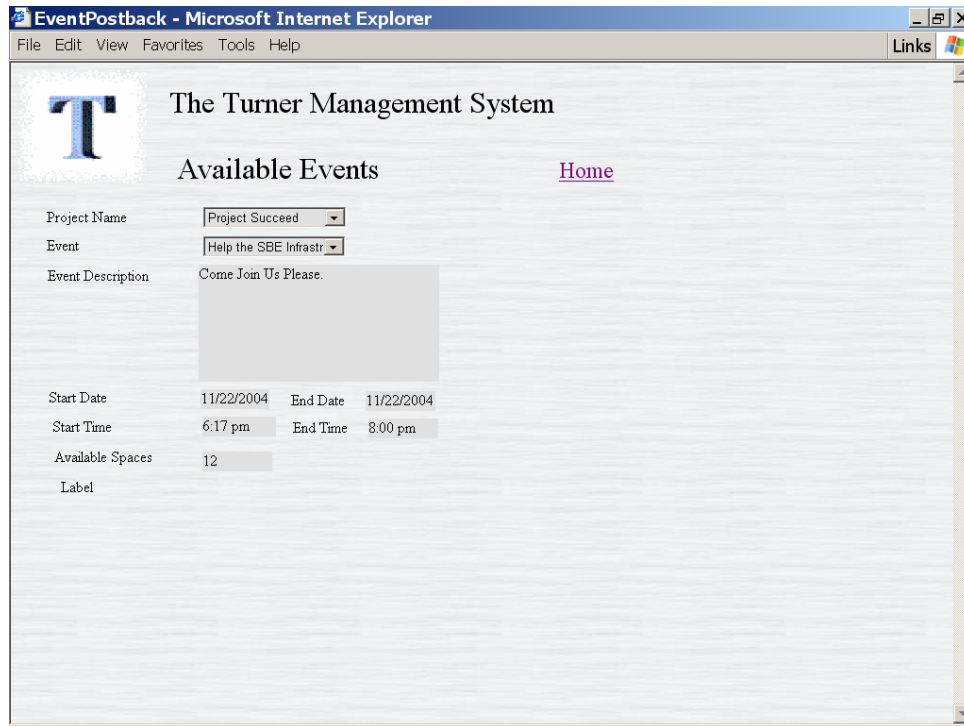 EventPostback - Microsoft Internet Explorer
File Edit View Favorites Tools Help Links
T The Turner Management System
Available Events Home
Project Name Project Succeed
Event Help the SBE Infrastr
Event Description Come Join Us Please.
Start Date 11/22/2004 End Date 11/22/2004
Start Time 6:17 pm End Time 8:00 pm
Available Spaces 12
Label